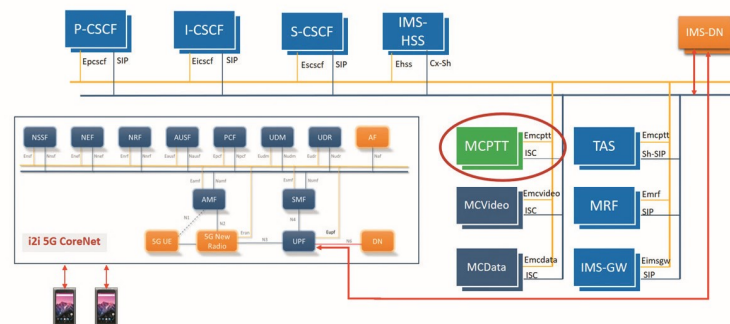 P-CSCF
I-CSCF
S-CSCF
IMS-
HSS
IMS-DN
Epcscf
SIP
Eicscf
SIP
Escscf
SIP
Ehss
Cx-Sh
NSSF
NEF
NRF
AUSF
PCF
UDM
UDR
AF
Naf
AMF
SMF
N1
N2
N4
5G UE
5G New
Radio
N3
UPF
N6
DN
Eupf
i2i 5G CoreNet
MCPTT
Emcptt
ISC
TAS
Emcptt
Sh-SIP
MCVideo
Emcvideo
ISC
MRF
Emrf
SIP
MCData
Emcdata
ISC
IMS-GW
Eimsgw
SIP